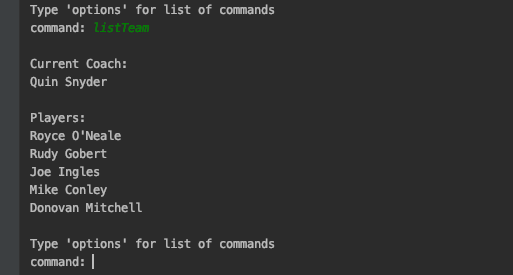 Type 'options' for list of commands
command: listTeam
Current Coach:
Quin Snyder
Players:
Royce O'Neale
Rudy Gobert
Joe Ingles
Mike Conley
Donovan Mitchell
Type 'options' for list of commands
command: